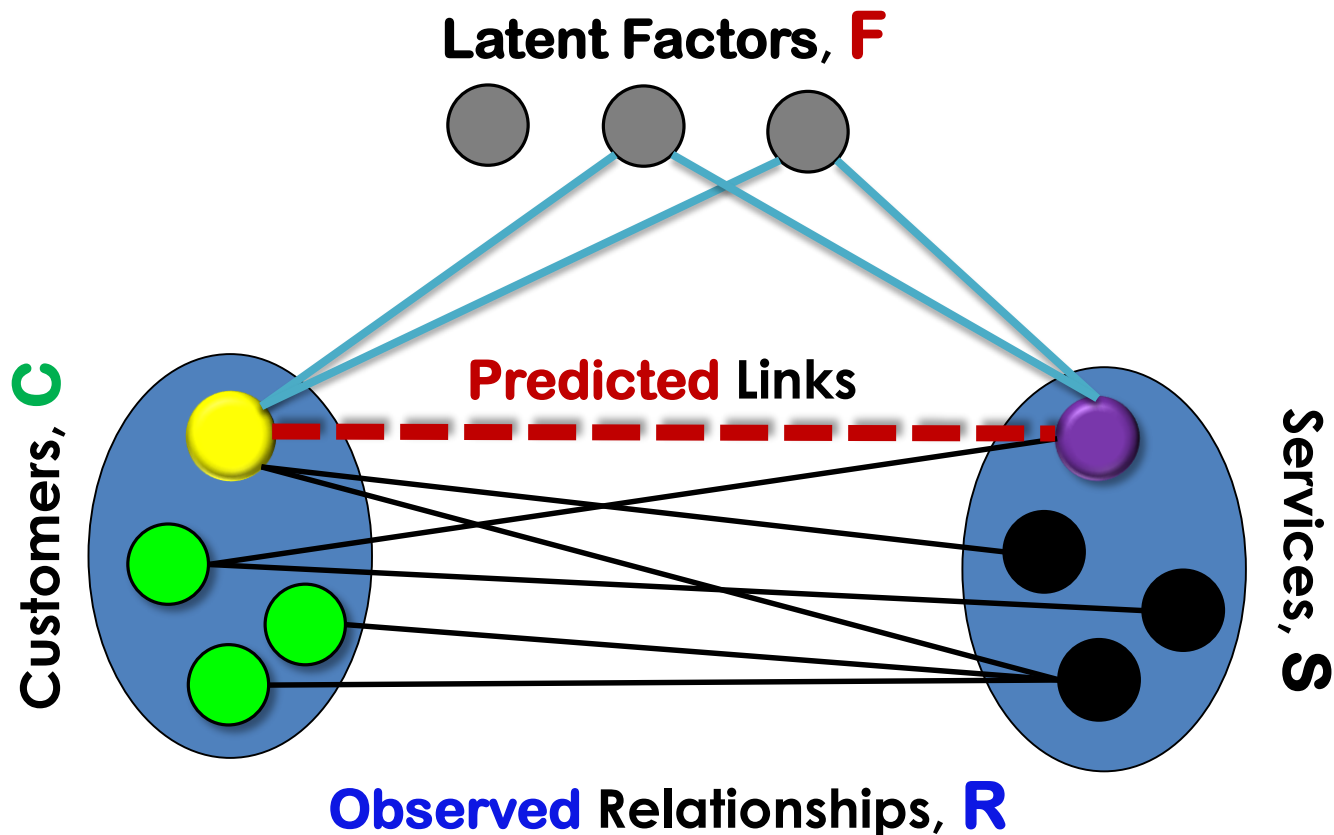 Latent Factors, F
Predicted Links
Customers, C
Services, S
Observed Relationships, R